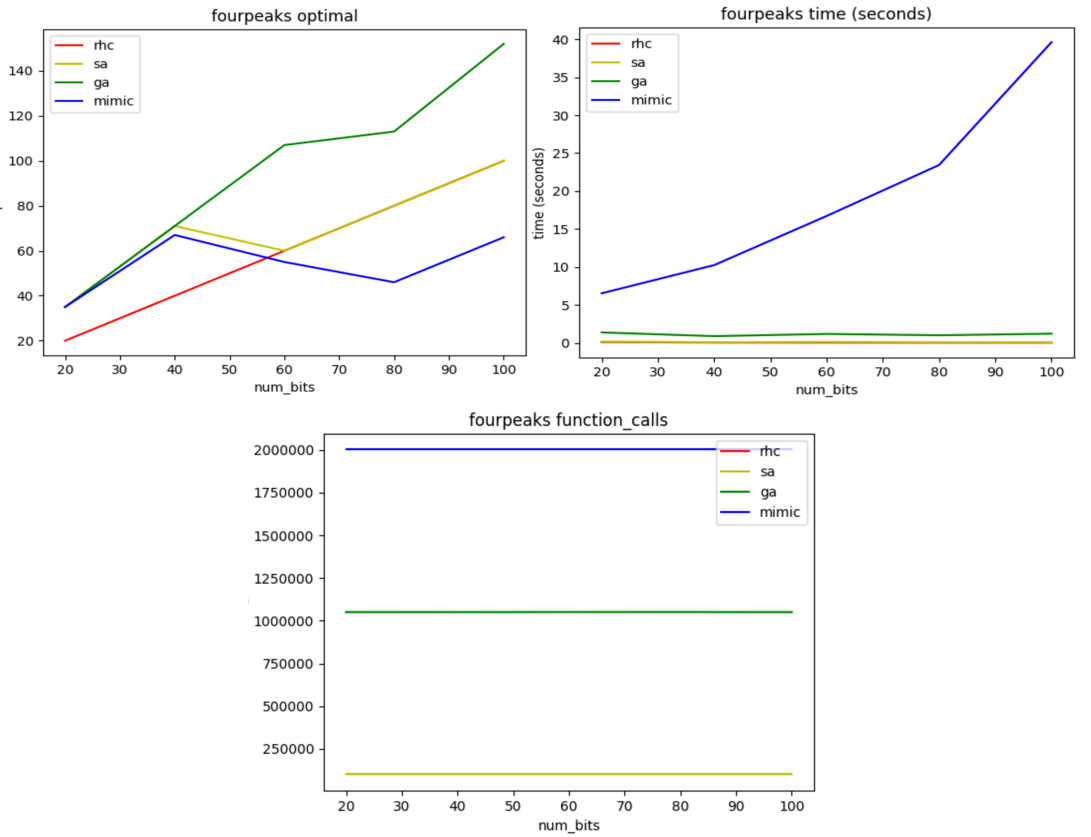 fourpeaks optimal
rhc
sa
ga
mimic
140
120
100
80
60
40
20
20 30 40 50 60 70 80 90 100
num_bits
fourpeaks time (seconds)
rhc
sa
ga
mimic
time (seconds)
40
35
30
25
20
15
10
5
0
20 30 40 50 60 70 80 90 100
num_bits
fourpeaks function_calls
rhc
sa
ga
mimic
2000000
1750000
1500000
1250000
1000000
750000
500000
250000
20 30 40 50 60 70 80 90 100
num_bits